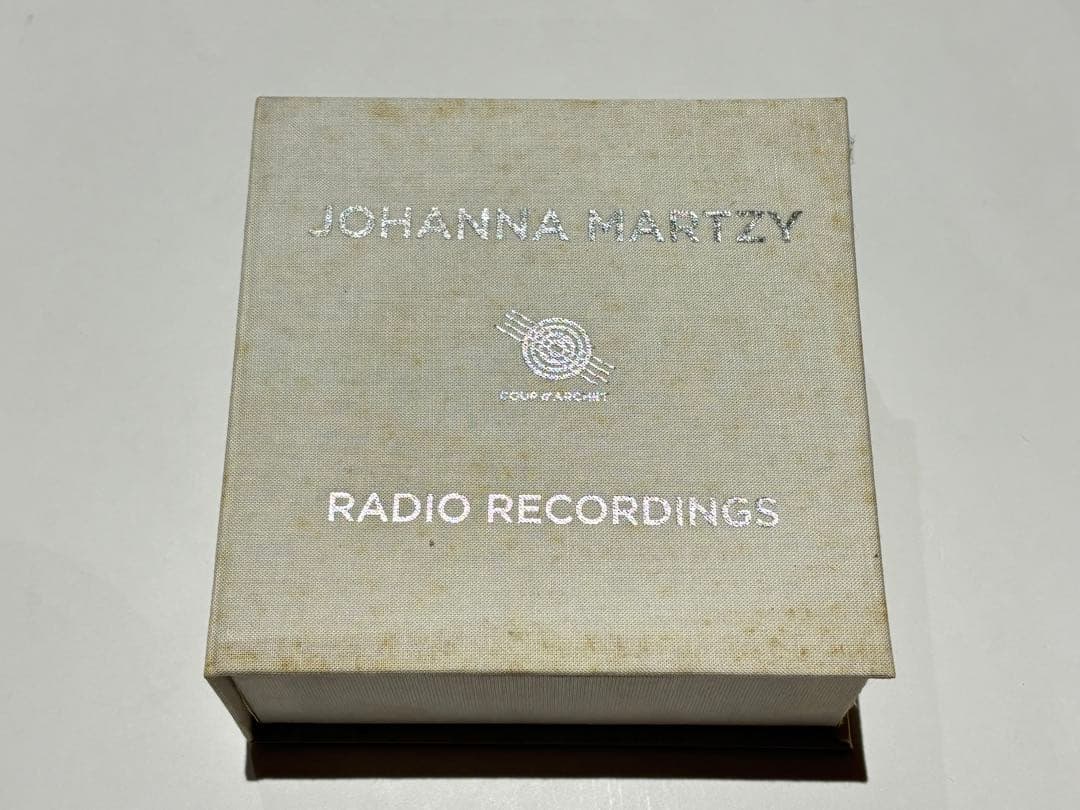 JOHANNA MARTZY
COUP d'ARCHET
RADIO RECORDINGS